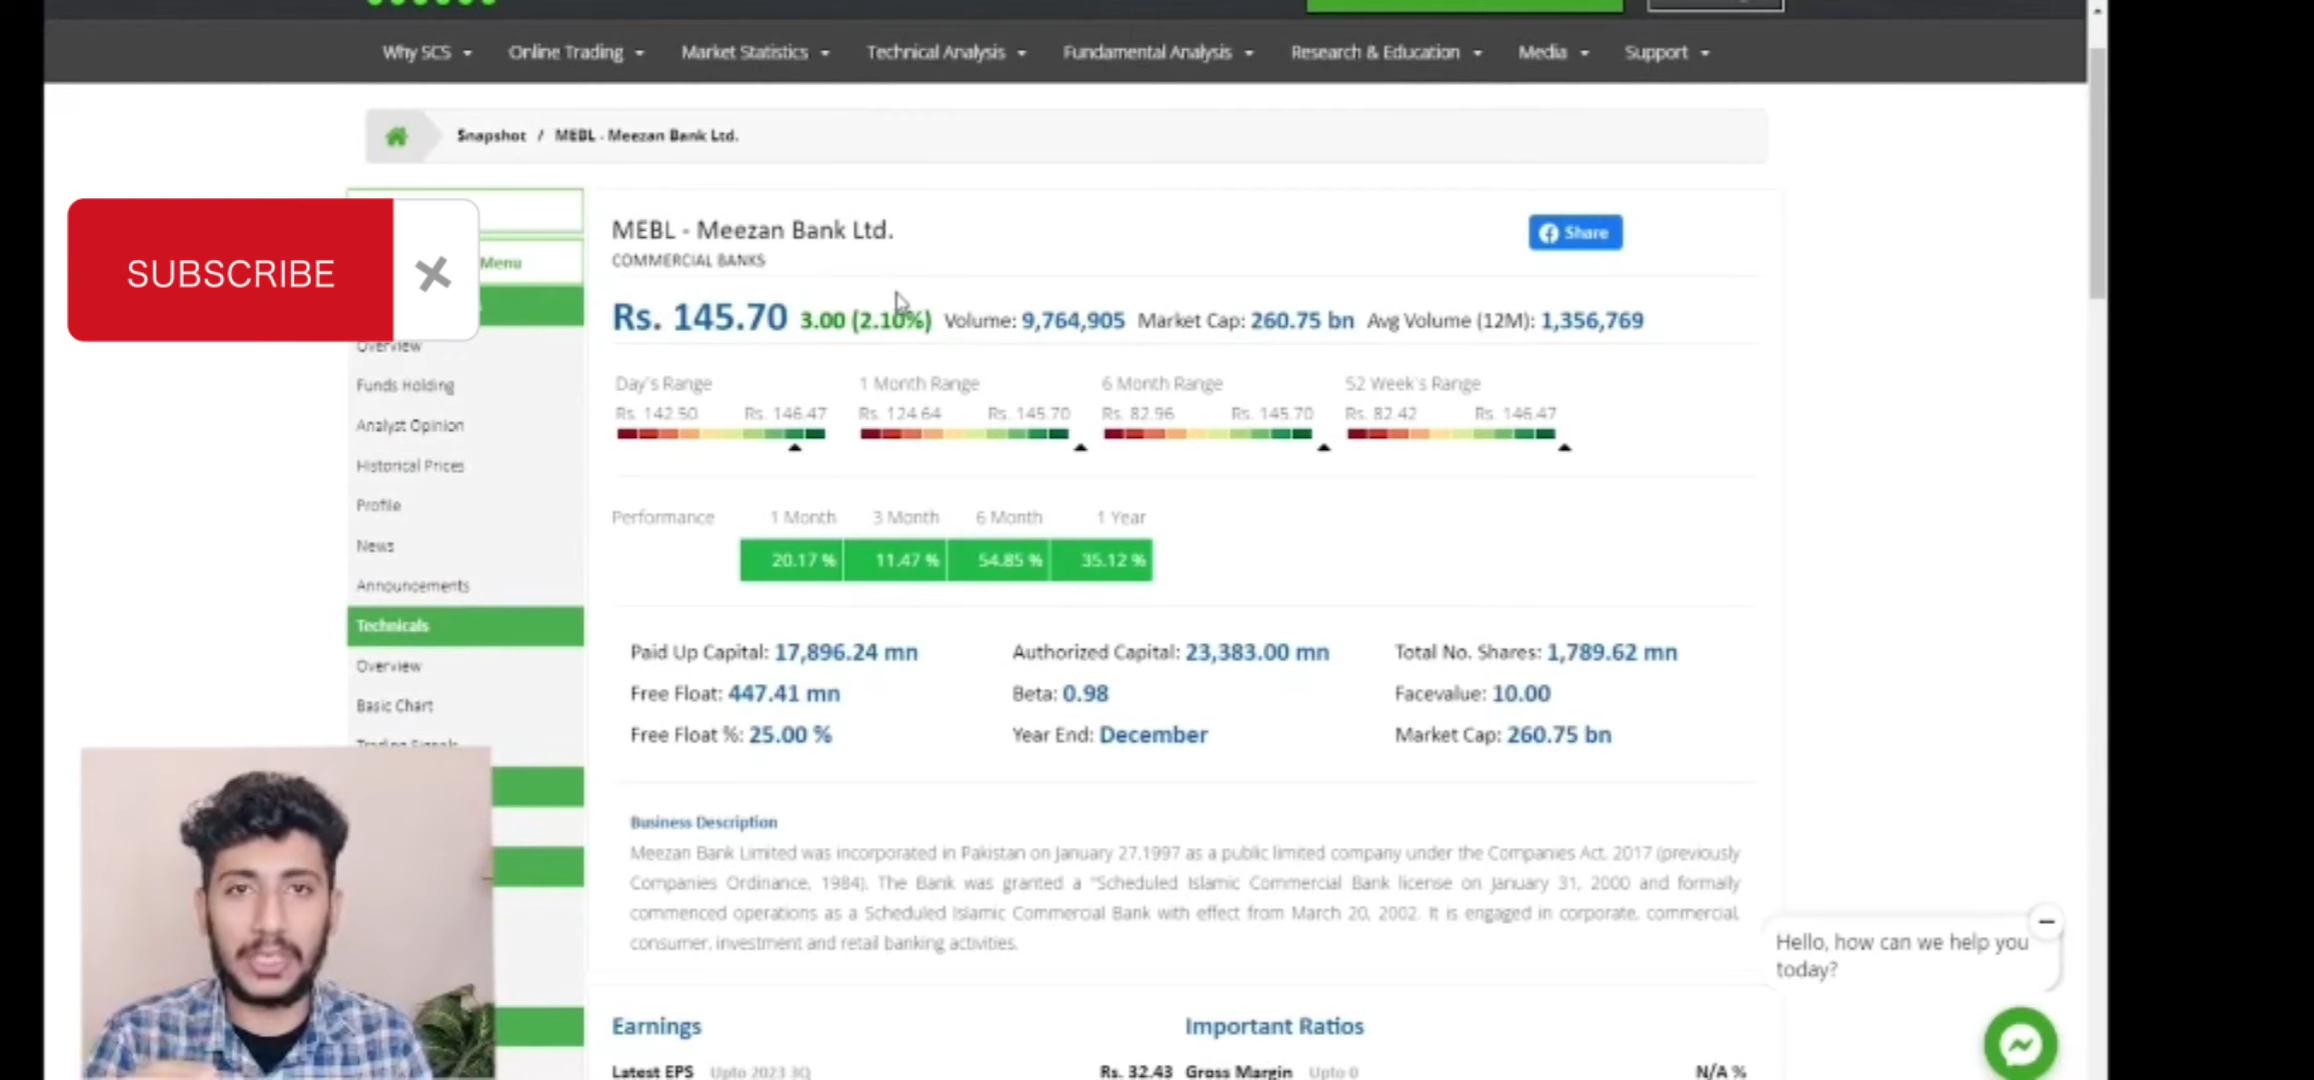 Why SCS Online Trading Market Statistics Technical Analysis Fundamental Analysis Research & Education Media Support
Snapshot / MEBL - Meezan Bank Ltd.
SUBSCRIBE
Menu
Overview
Funds Holding
Analyst Opinion
Historical Prices
Profile
News
Announcements
Technicals
Overview
Basic Chart
Trading Signals
MEBL - Meezan Bank Ltd.
COMMERCIAL BANKS
Share
Rs. 145.70 3.00 (2.10%) Volume: 9,764,905 Market Cap: 260.75 bn Avg Volume (12M): 1,356,769
Day's Range 1 Month Range 6 Month Range 52 Week's Range
Rs. 142.50 Rs. 146.47 Rs. 124.64 Rs. 145.70 Rs. 82.96 Rs. 145.70 Rs. 82.42 Rs. 146.47
Performance 1 Month 3 Month 6 Month 1 Year
20.17 % 11.47 % 54.85 % 35.12 %
Paid Up Capital: 17,896.24 mn Authorized Capital: 23,383.00 mn Total No. Shares: 1,789.62 mn
Free Float: 447.41 mn Beta: 0.98 Facevalue: 10.00
Free Float %: 25.00 % Year End: December Market Cap: 260.75 bn
Business Description
Meezan Bank Limited was incorporated in Pakistan on January 27,1997 as a public limited company under the Companies Act, 2017 (previously
Companies Ordinance, 1984). The Bank was granted a "Scheduled Islamic Commercial Bank license on January 31, 2000 and formally
commenced operations as a Scheduled Islamic Commercial Bank with effect from March 20, 2002. It is engaged in corporate, commercial,
consumer, investment and retail banking activities.
Hello, how can we help you
today?
Earnings Important Ratios
Latest EPS Upto 2023 3Q Rs. 32.43 Gross Margin Upto 0 N/A %